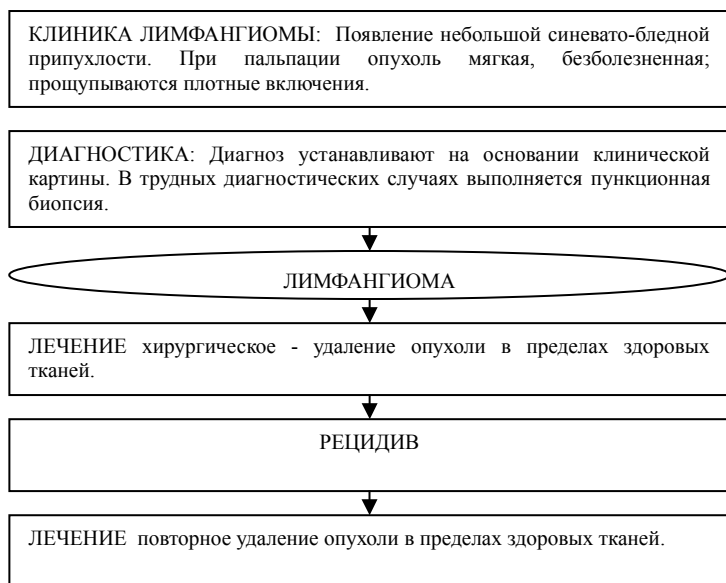 КЛИНИКА ЛИМФАНГИОМЫ: Появление небольшой синевато-бледной
припухлости. При пальпации опухоль мягкая, безболезненная;
прощупываются плотные включения.
ДИАГНОСТИКА: Диагноз устанавливают на основании клинической
картины. В трудных диагностических случаях выполняется пункционная
биопсия.
ЛИМФАНГИОМА
ЛЕЧЕНИЕ хирургическое - удаление опухоли в пределах здоровых
тканей.
РЕЦИДИВ
ЛЕЧЕНИЕ повторное удаление опухоли в пределах здоровых тканей.